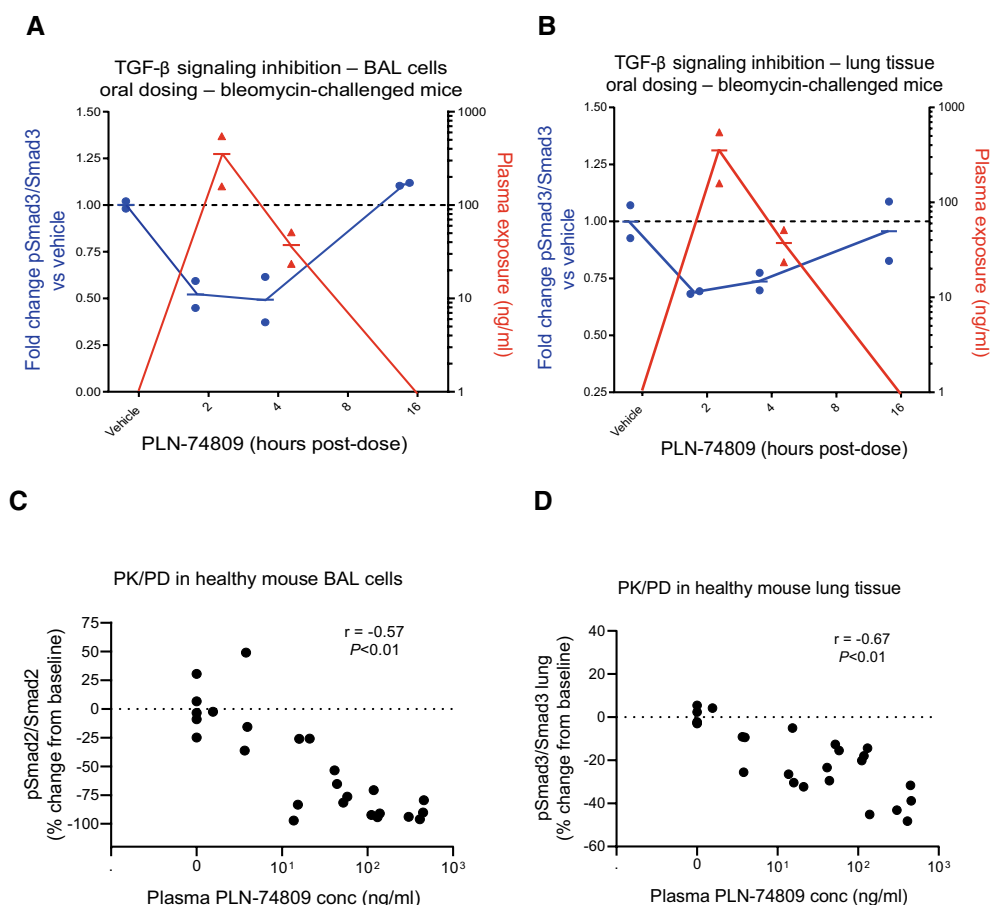 A
TGF-β signaling inhibition – BAL cells
oral dosing – bleomycin-challenged mice
Fold change pSmad3/Smad3
vs vehicle
1.50
1.25
1.00
0.75
0.50
0.25
0.00
1000
100
10
1
Plasma exposure (ng/ml)
Vehicle
2
4
8
16
PLN-74809 (hours post-dose)
B
TGF-β signaling inhibition – lung tissue
oral dosing – bleomycin-challenged mice
Fold change pSmad3/Smad3
vs vehicle
1.50
1.25
1.00
0.75
0.50
0.25
1000
100
10
1
Plasma exposure (ng/ml)
Vehicle
2
4
8
16
PLN-74809 (hours post-dose)
C
PK/PD in healthy mouse BAL cells
pSmad2/Smad2
(% change from baseline)
75
50
25
0
-25
-50
-75
-100
r = -0.57
P<0.01
0
10¹
10²
10³
Plasma PLN-74809 conc (ng/ml)
D
PK/PD in healthy mouse lung tissue
pSmad3/Smad3 lung
(% change from baseline)
40
20
0
-20
-40
-60
r = -0.67
P<0.01
0
10¹
10²
10³
Plasma PLN-74809 conc (ng/ml)